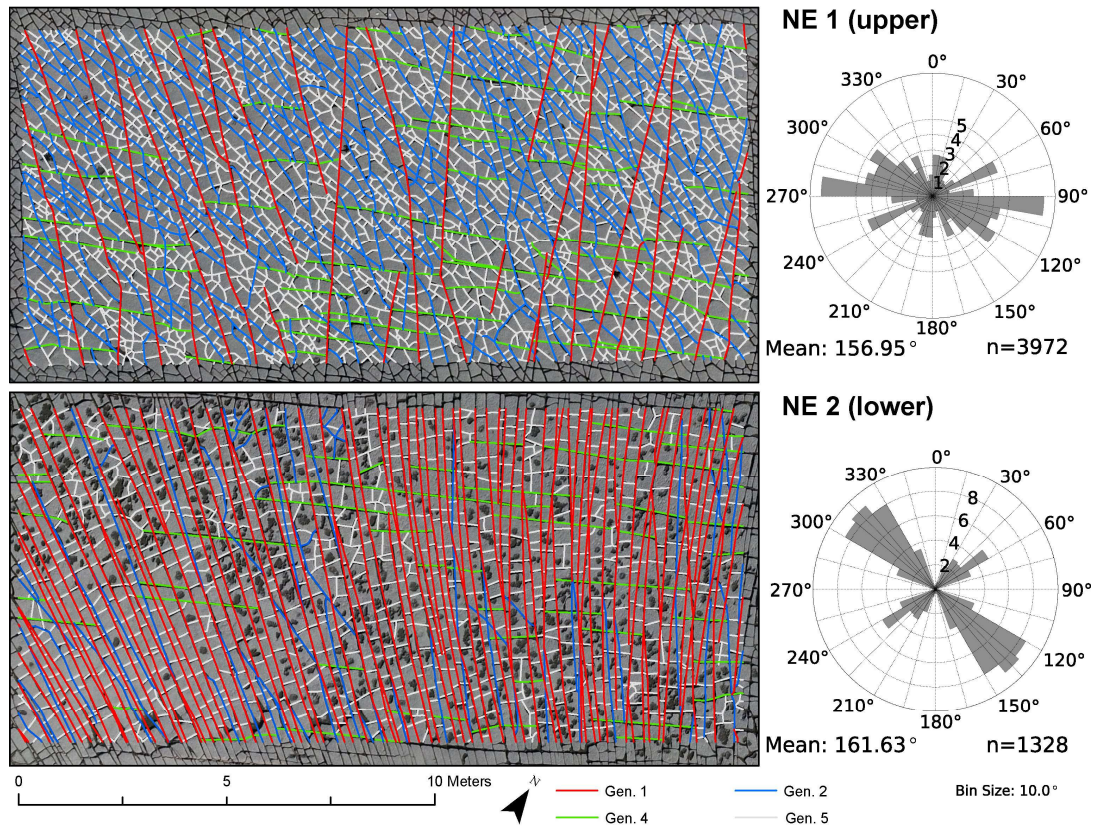 NE 1 (upper)
0°
330° 30°
300° 60°
5
4
3
2
1
270° 90°
240° 120°
210° 150°
180°
Mean: 156.95° n=3972
NE 2 (lower)
0°
330° 30°
8
300° 60°
6
4
2
270° 90°
240° 120°
210° 150°
180°
Mean: 161.63° n=1328
0 5 10 Meters
N
Gen. 1 Gen. 2 Bin Size: 10.0°
Gen. 4 Gen. 5